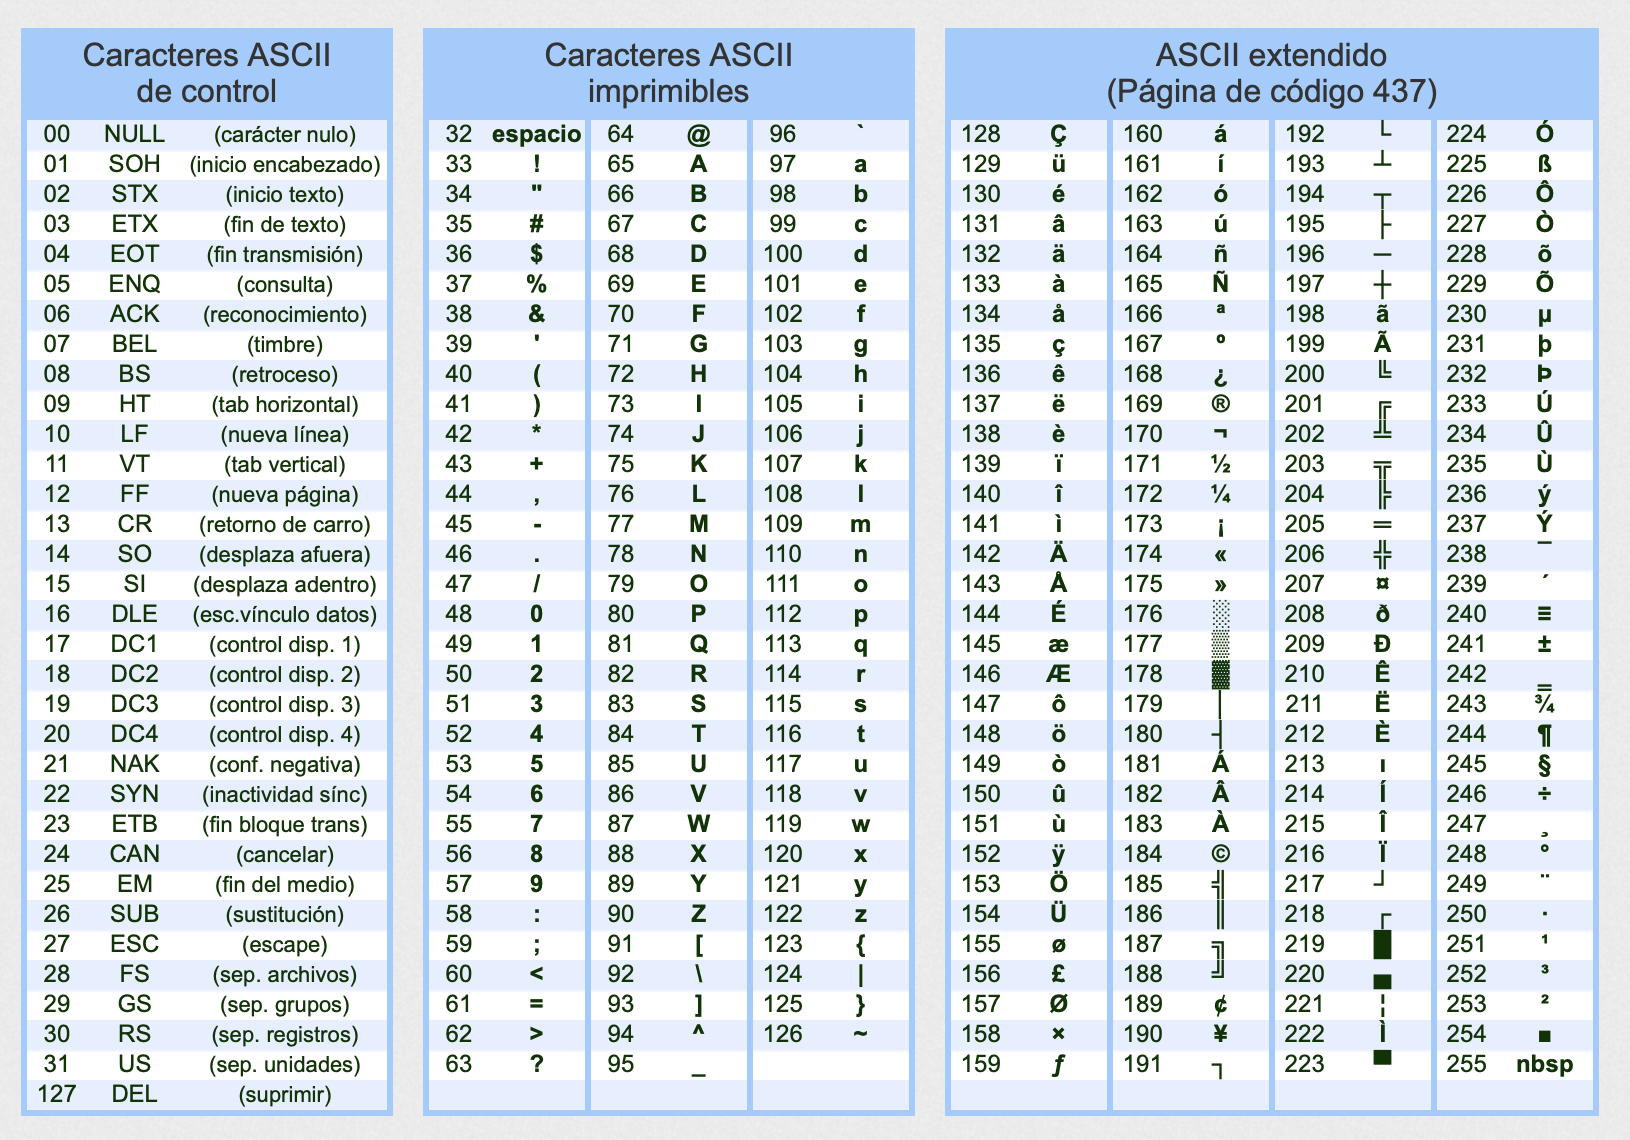 Caracteres ASCII
de control
00 NULL (carácter nulo)
01 SOH (inicio encabezado)
02 STX (inicio texto)
03 ETX (fin de texto)
04 EOT (fin transmisión)
05 ENQ (consulta)
06 ACK (reconocimiento)
07 BEL (timbre)
08 BS (retroceso)
09 HT (tab horizontal)
10 LF (nueva línea)
11 VT (tab vertical)
12 FF (nueva página)
13 CR (retorno de carro)
14 SO (desplaza afuera)
15 SI (desplaza adentro)
16 DLE (esc.vínculo datos)
17 DC1 (control disp. 1)
18 DC2 (control disp. 2)
19 DC3 (control disp. 3)
20 DC4 (control disp. 4)
21 NAK (conf. negativa)
22 SYN (inactividad sínc)
23 ETB (fin bloque trans)
24 CAN (cancelar)
25 EM (fin del medio)
26 SUB (sustitución)
27 ESC (escape)
28 FS (sep. archivos)
29 GS (sep. grupos)
30 RS (sep. registros)
31 US (sep. unidades)
127 DEL (suprimir)
Caracteres ASCII
imprimibles
32 espacio 64 @ 96 `
33 ! 65 A 97 a
34 " 66 B 98 b
35 # 67 C 99 c
36 $ 68 D 100 d
37 % 69 E 101 e
38 & 70 F 102 f
39 ' 71 G 103 g
40 ( 72 H 104 h
41 ) 73 I 105 i
42 * 74 J 106 j
43 + 75 K 107 k
44 , 76 L 108 l
45 - 77 M 109 m
46 . 78 N 110 n
47 / 79 O 111 o
48 0 80 P 112 p
49 1 81 Q 113 q
50 2 82 R 114 r
51 3 83 S 115 s
52 4 84 T 116 t
53 5 85 U 117 u
54 6 86 V 118 v
55 7 87 W 119 w
56 8 88 X 120 x
57 9 89 Y 121 y
58 : 90 Z 122 z
59 ; 91 [ 123 {
60 < 92 \ 124 |
61 = 93 ] 125 }
62 > 94 ^ 126 ~
63 ? 95 _
ASCII extendido
(Página de código 437)
128 Ç 160 á 192 └ 224 Ó
129 ü 161 í 193 ┴ 225 ß
130 é 162 ó 194 ┬ 226 Ô
131 â 163 ú 195 ├ 227 Ò
132 ä 164 ñ 196 ─ 228 õ
133 à 165 Ñ 197 ┼ 229 Õ
134 å 166 ª 198 ã 230 µ
135 ç 167 º 199 Ã 231 þ
136 ê 168 ¿ 200 ╚ 232 Þ
137 ë 169 ® 201 ╔ 233 Ú
138 è 170 ¬ 202 ╩ 234 Û
139 ï 171 ½ 203 ╦ 235 Ù
140 î 172 ¼ 204 ╠ 236 ý
141 ì 173 ¡ 205 ═ 237 Ý
142 Ä 174 « 206 ╬ 238 ¯
143 Å 175 » 207 ¤ 239 ´
144 É 176 ░ 208 ð 240 ≡
145 æ 177 ▒ 209 Ð 241 ±
146 Æ 178 ▓ 210 Ê 242 ‗
147 ô 179 │ 211 Ë 243 ¾
148 ö 180 ┤ 212 È 244 ¶
149 ò 181 Á 213 ı 245 §
150 û 182 Â 214 Í 246 ÷
151 ù 183 À 215 Î 247 ¸
152 ÿ 184 © 216 Ï 248 °
153 Ö 185 ╣ 217 ┘ 249 ¨
154 Ü 186 ║ 218 ┌ 250 ·
155 ø 187 ╗ 219 █ 251 ¹
156 £ 188 ╝ 220 ▄ 252 ³
157 Ø 189 ¢ 221 ¦ 253 ²
158 × 190 ¥ 222 Ì 254 ■
159 ƒ 191 ┐ 223 ▀ 255 nbsp